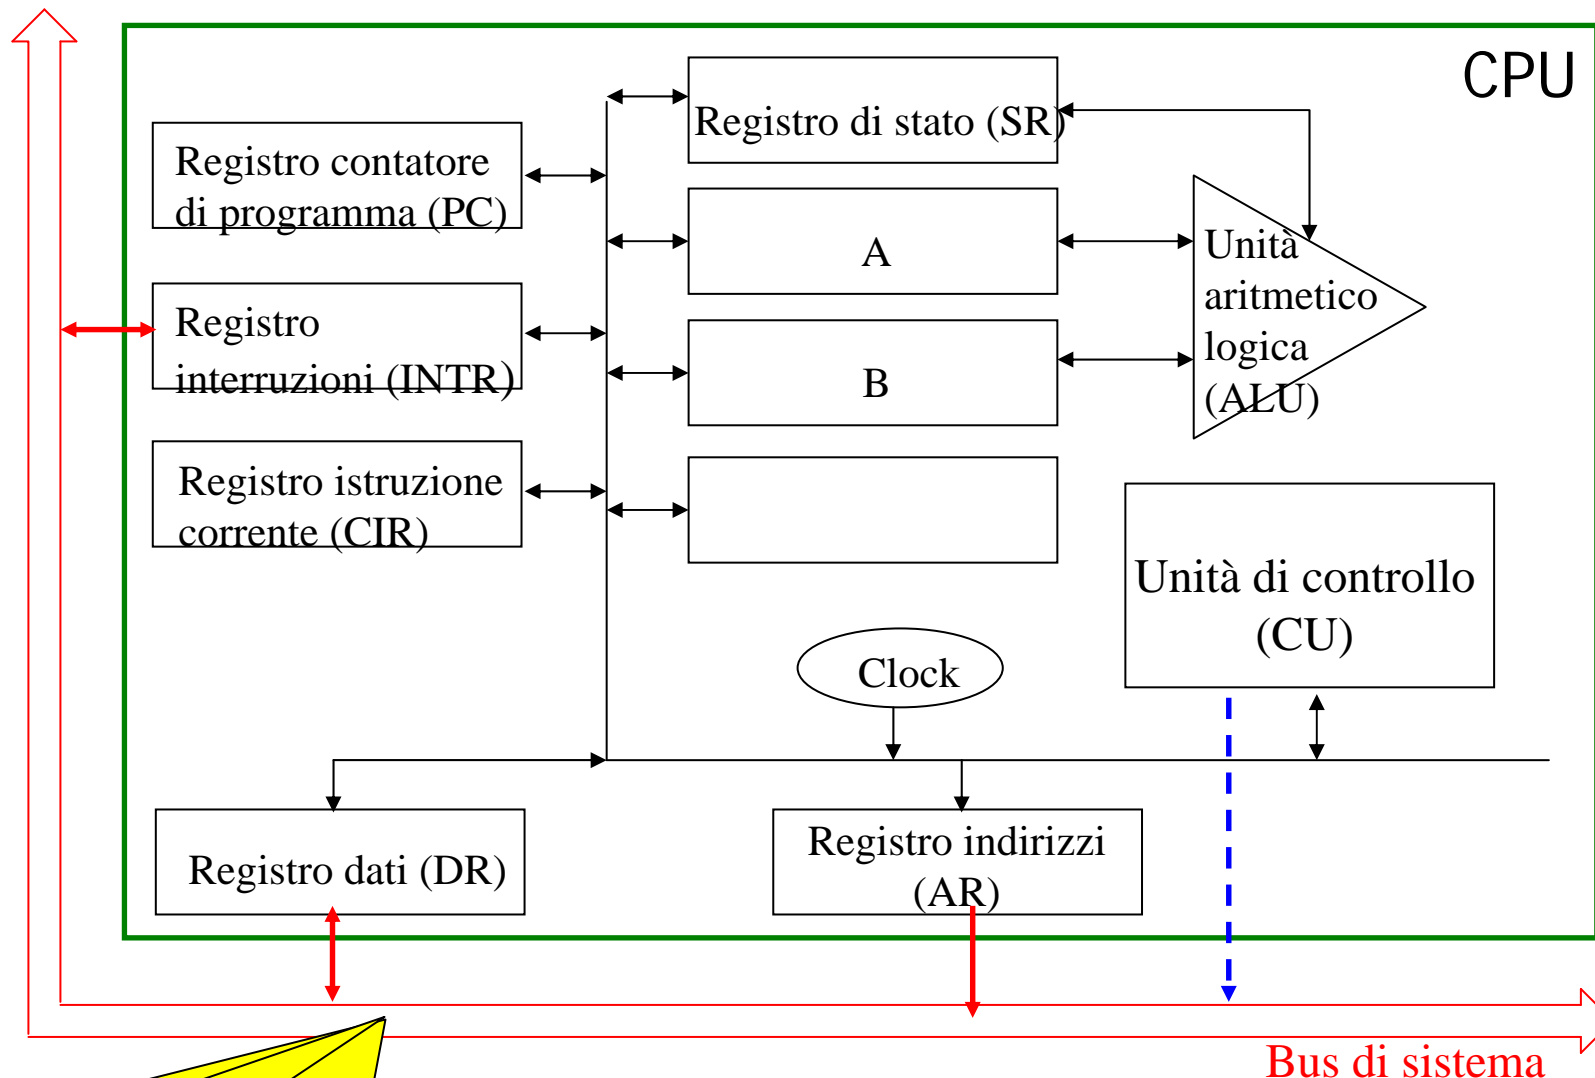 CPU
Registro di stato (SR)
Registro contatore
di programma (PC)
A
Unità
aritmetico
logica
(ALU)
Registro
interruzioni (INTR)
B
Registro istruzione
corrente (CIR)
Unità di controllo
(CU)
Clock
Registro dati (DR)
Registro indirizzi
(AR)
Bus di sistema